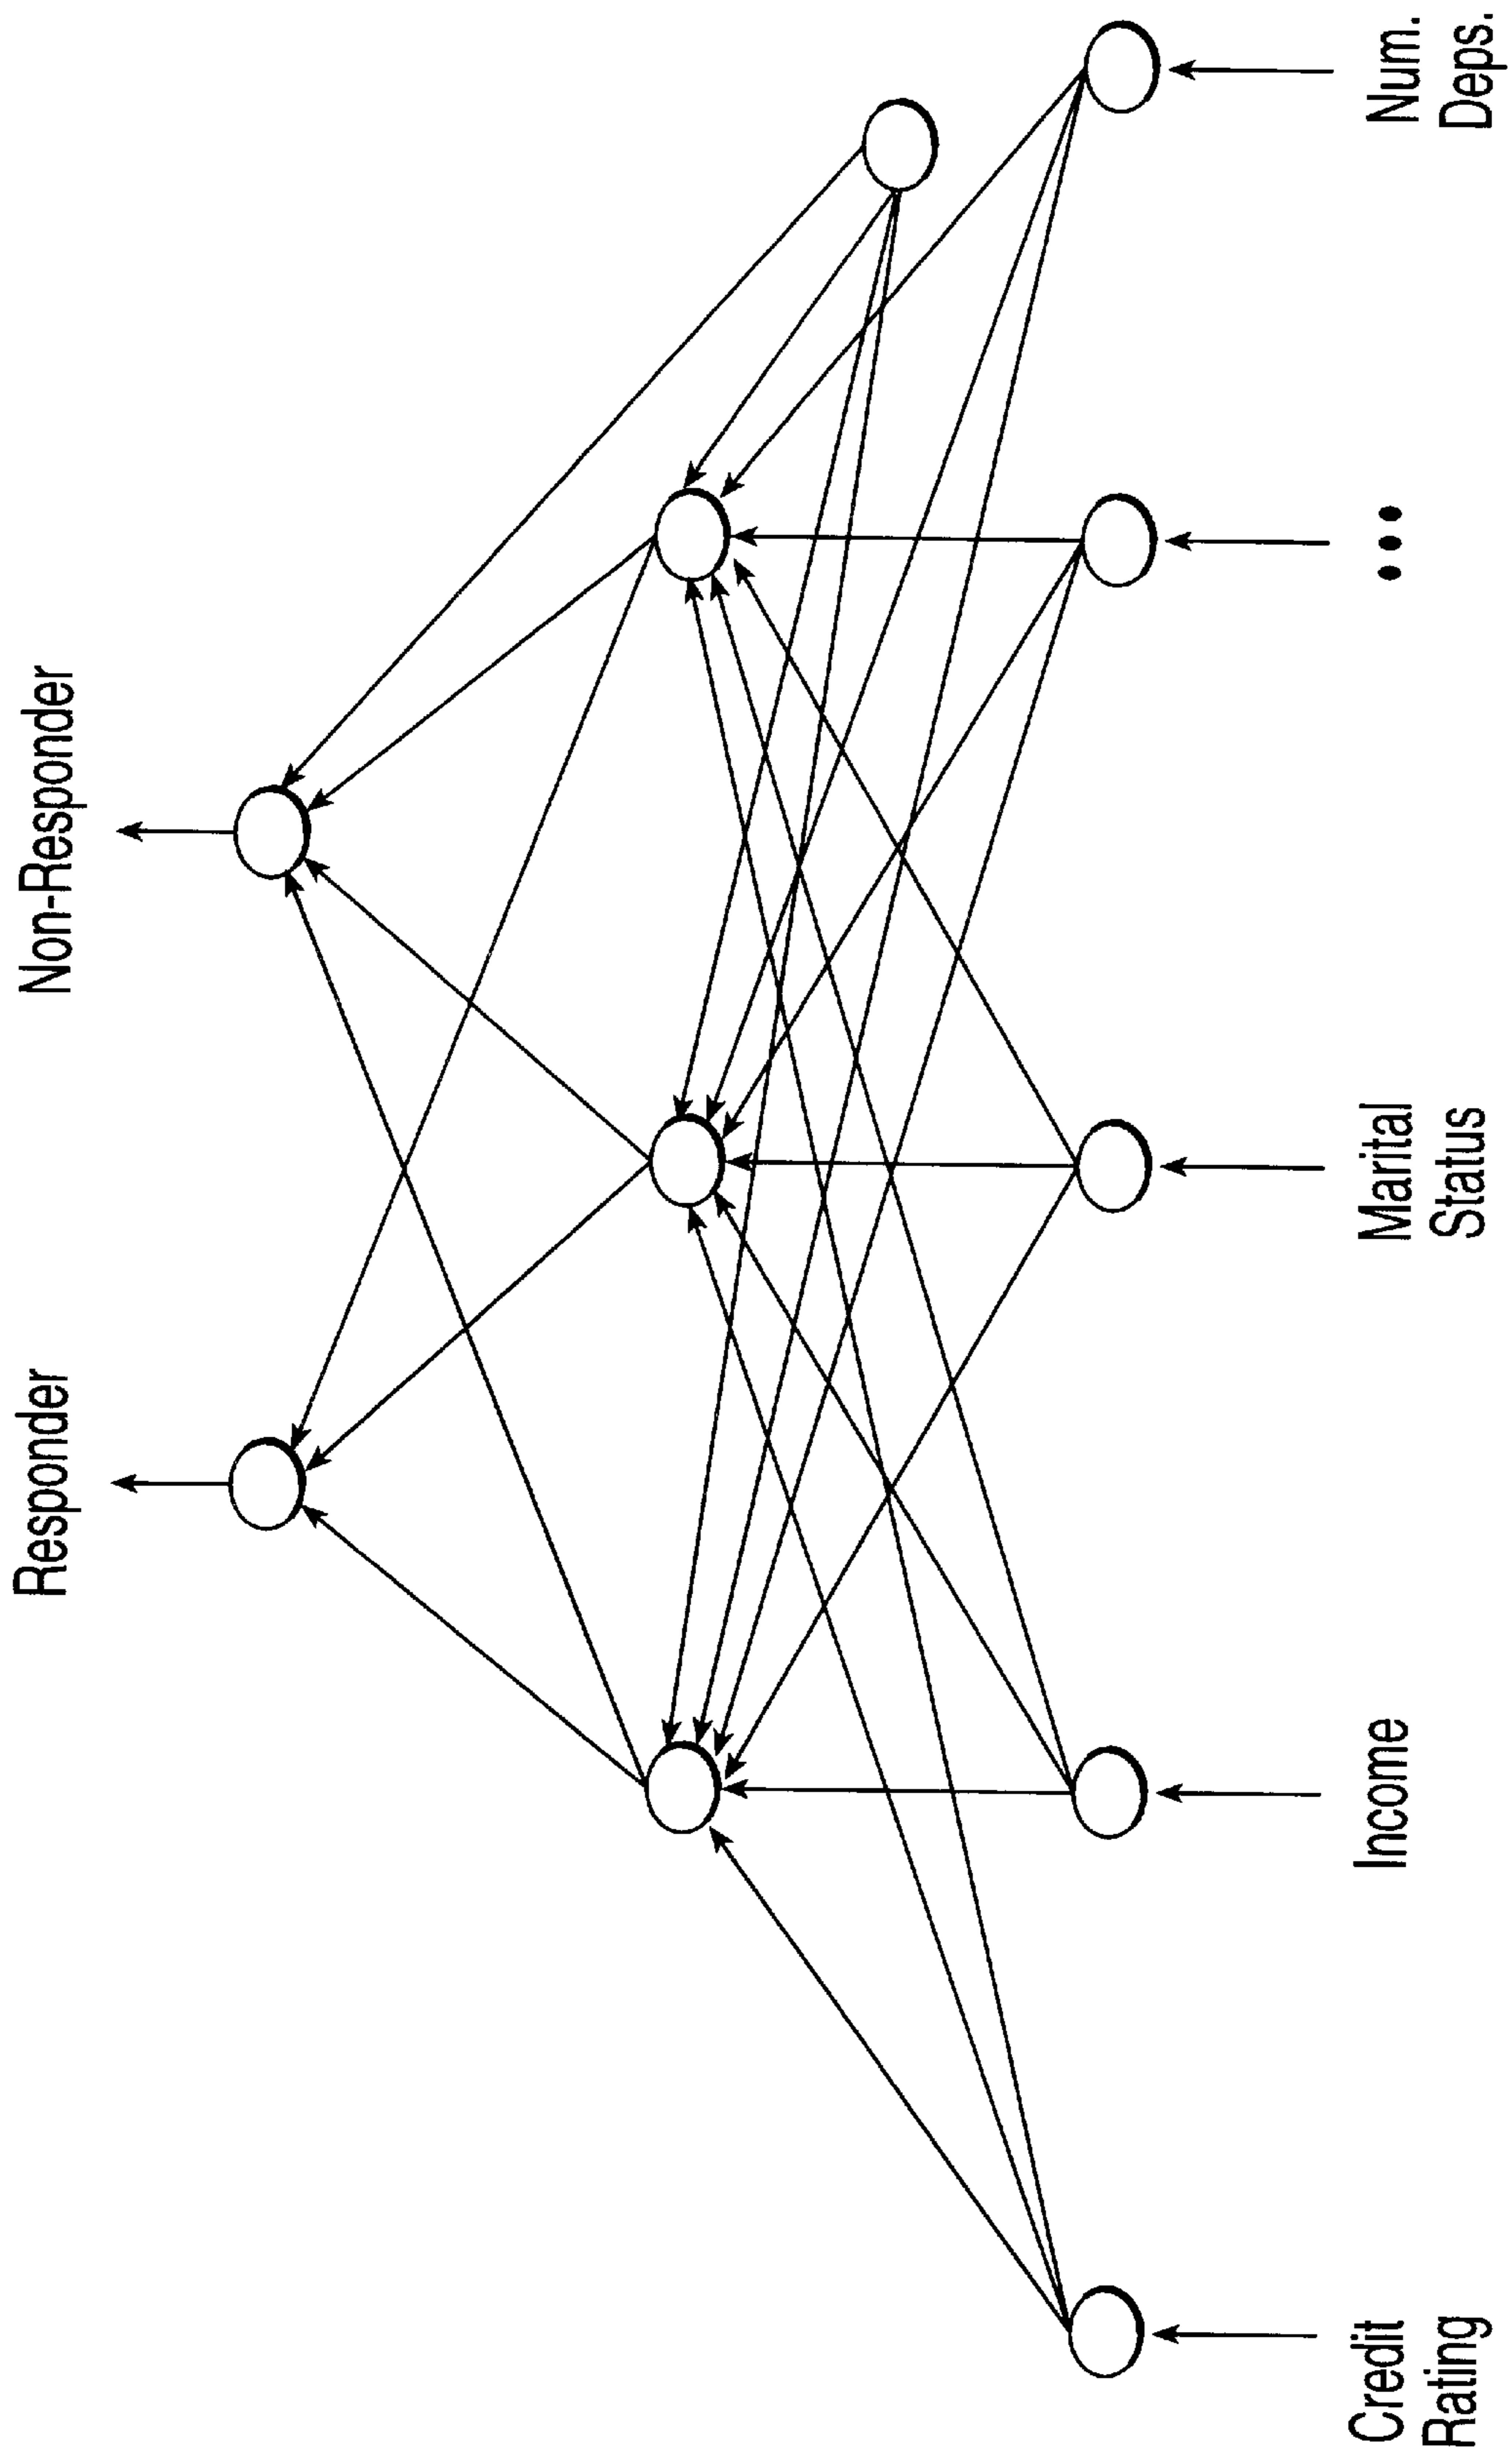 Responder
Non-Responder
Credit
Rating
Income
Marital
Status
•••
Num.
Deps.